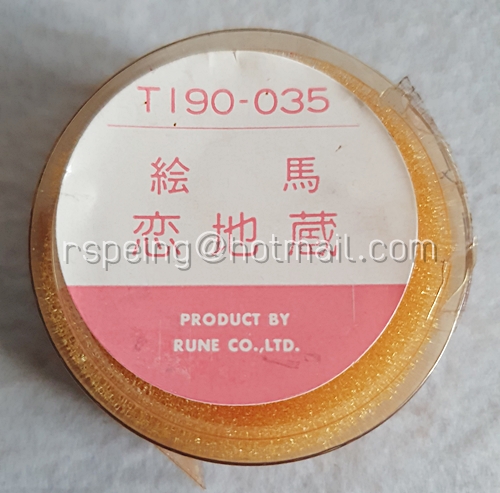 T190-035
絵 馬
恋地蔵
rspeing@hotmail.com
PRODUCT BY
RUNE CO.,LTD.